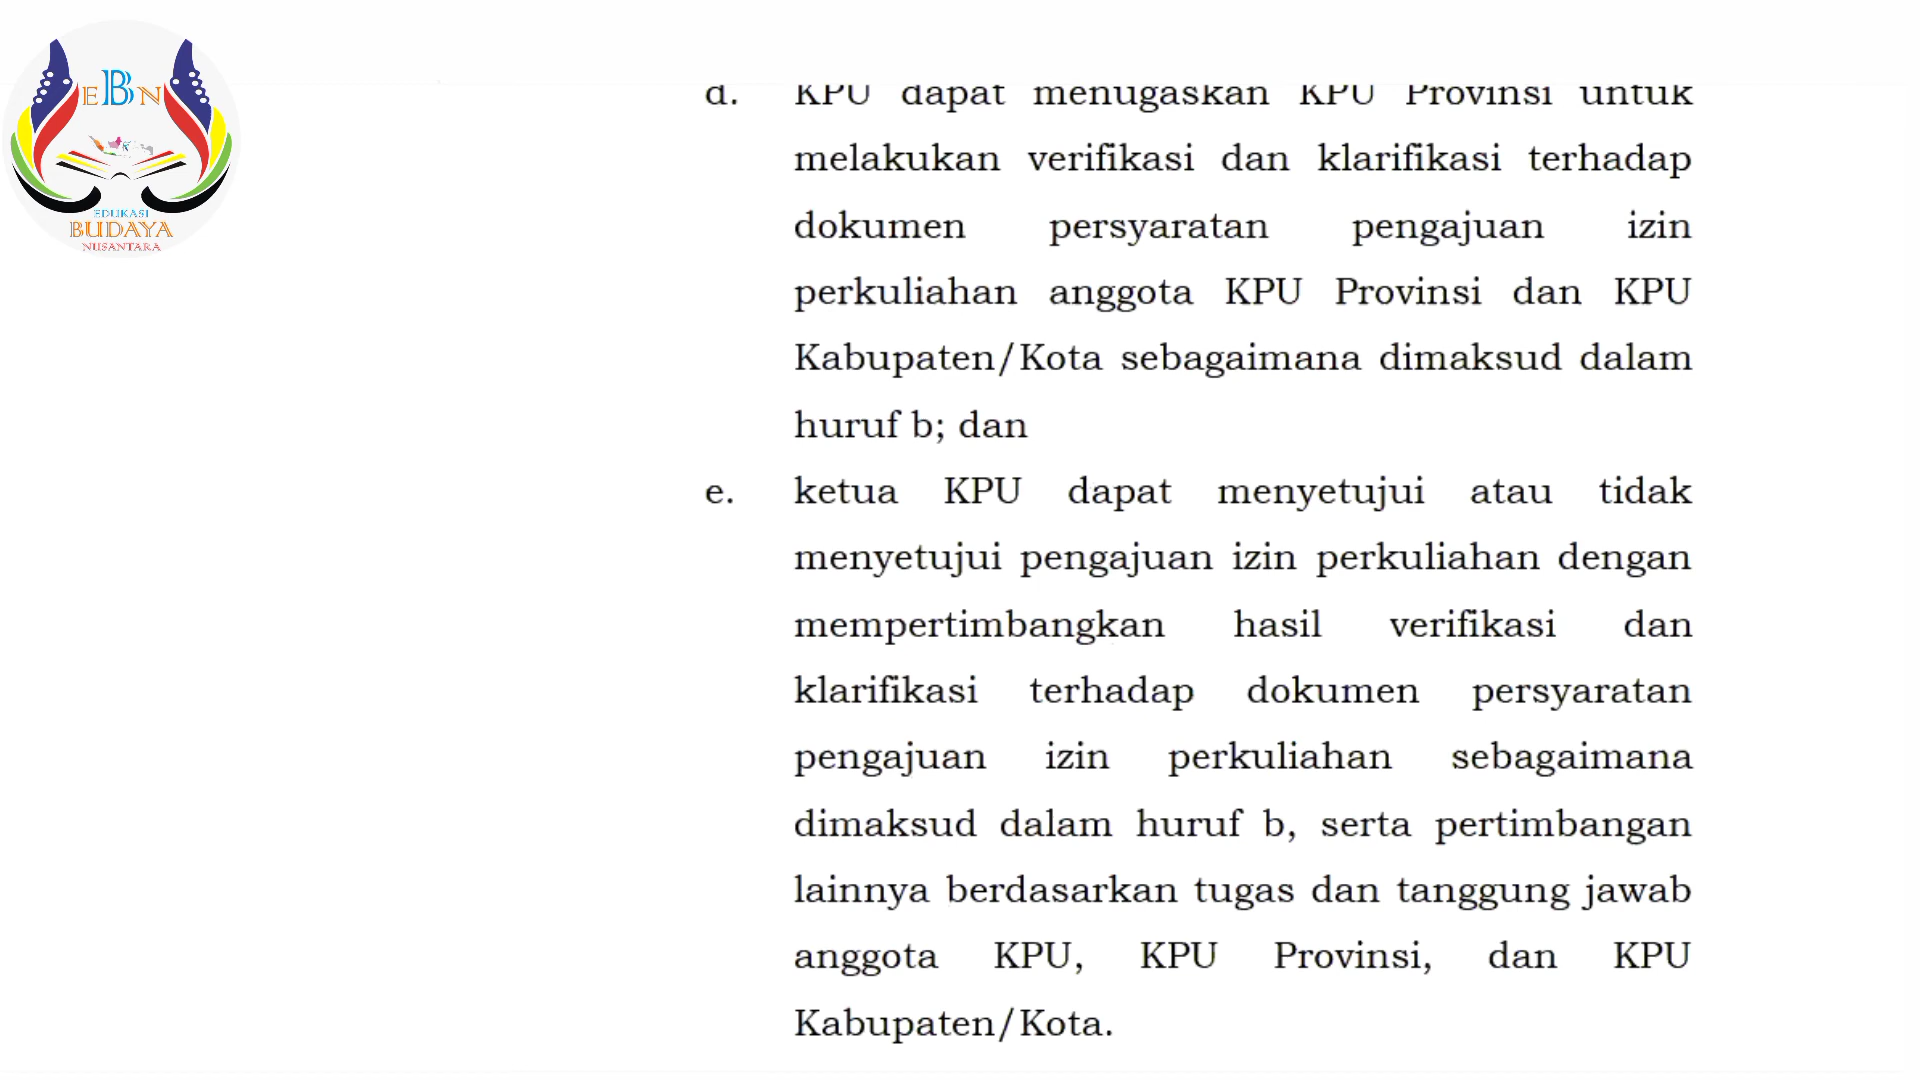 EBN
EDUKASI
BUDAYA
NUSANTARA
d. KPU dapat menugaskan KPU Provinsi untuk
melakukan verifikasi dan klarifikasi terhadap
dokumen persyaratan pengajuan izin
perkuliahan anggota KPU Provinsi dan KPU
Kabupaten/Kota sebagaimana dimaksud dalam
huruf b; dan
e. ketua KPU dapat menyetujui atau tidak
menyetujui pengajuan izin perkuliahan dengan
mempertimbangkan hasil verifikasi dan
klarifikasi terhadap dokumen persyaratan
pengajuan izin perkuliahan sebagaimana
dimaksud dalam huruf b, serta pertimbangan
lainnya berdasarkan tugas dan tanggung jawab
anggota KPU, KPU Provinsi, dan KPU
Kabupaten/Kota.